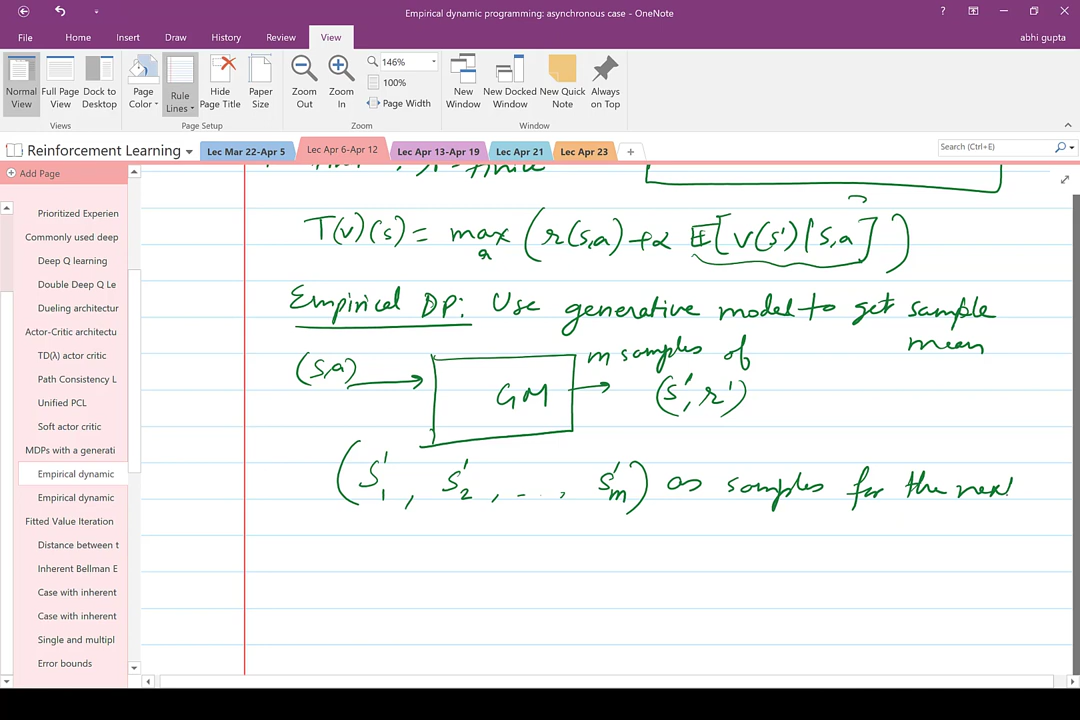 Empirical dynamic programming: asynchronous case - OneNote
?
abhi gupta
File Home Insert Draw History Review View
Normal View
Full Page View
Dock to Desktop
Views
Page Color
Rule Lines
Hide Page Title
Paper Size
Page Setup
Zoom Out
Zoom In
146%
100%
Page Width
Zoom
New Window
New Docked Window
New Quick Note
Always on Top
Window
Reinforcement Learning
Lec Mar 22-Apr 5
Lec Apr 6-Apr 12
Lec Apr 13-Apr 19
Lec Apr 21
Lec Apr 23
+
Search (Ctrl+E)
Add Page
Prioritized Experien
Commonly used deep
Deep Q learning
Double Deep Q Le
Dueling architectur
Actor-Critic architectu
TD(λ) actor critic
Path Consistency L
Unified PCL
Soft actor critic
MDPs with a generati
Empirical dynamic
Empirical dynamic
Fitted Value Iteration
Distance between t
Inherent Bellman E
Case with inherent
Case with inherent
Single and multipl
Error bounds
= finite
T(v)(s) = max_a ( r(s,a) + α E[ v(s') | s,a ] )
Empirical DP: Use generative model to get sample
mean
(s,a) → GM → m samples of
(s', r')
(s'_1, s'_2, ..., s'_m) as samples for the next